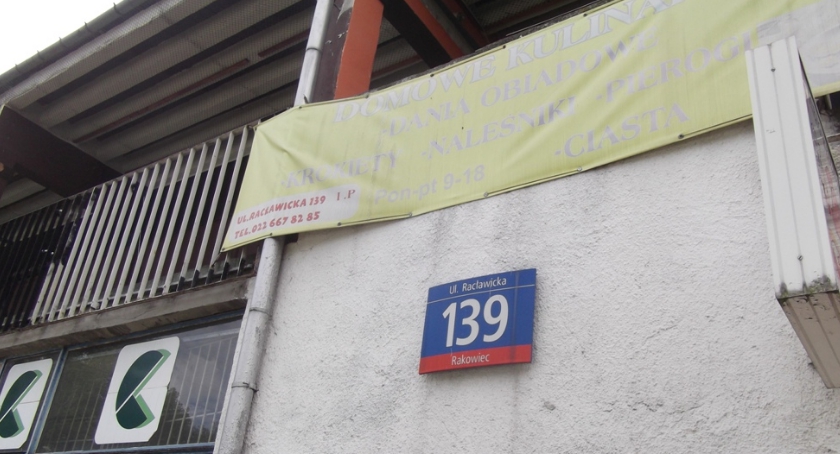 DOMOWE KULINA
·DANIA OBIADOWE
·KROKIETY ·NALEŚNIKI ·PIEROGI
·CIASTA
Pon-pt 9-18
UL.RACŁAWICKA 139 I.P
TEL.022 667 82 85
Ul. Racławicka
139
Rakowiec